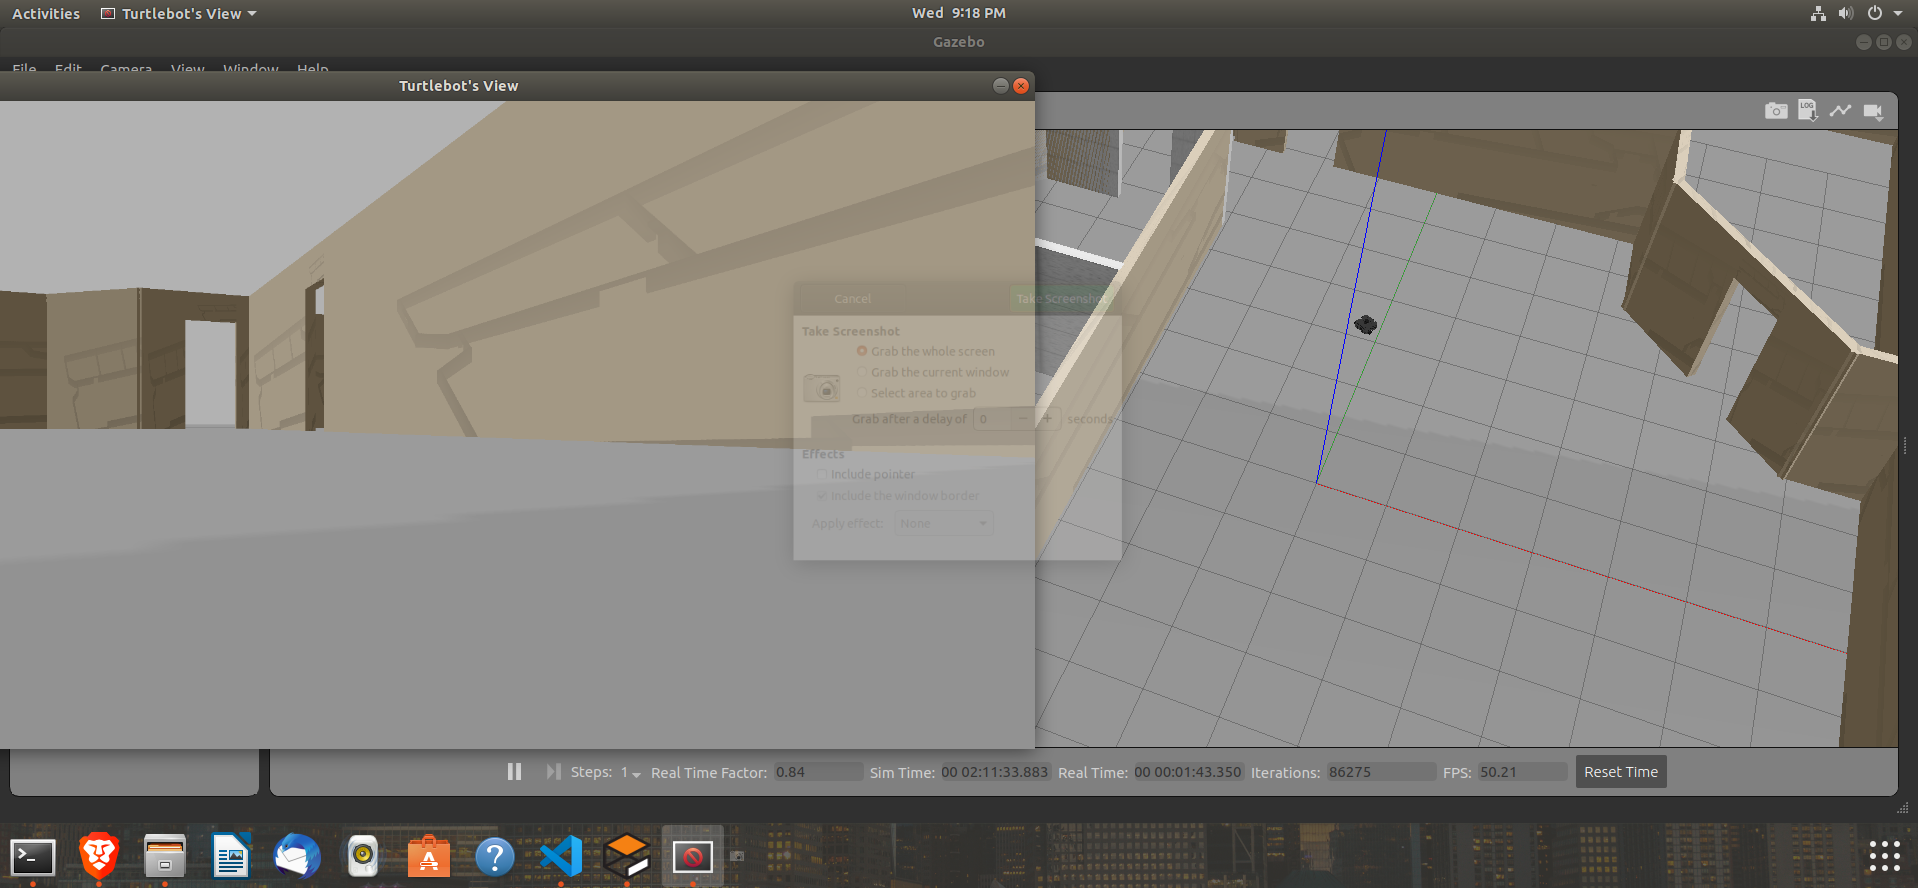 Activities Turtlebot's View Wed 9:18 PM
Gazebo
File Edit Camera View Window Help
Turtlebot's View
LOG
Cancel Take Screenshot
Take Screenshot
Grab the whole screen
Grab the current window
Select area to grab
Grab after a delay of 0 − + seconds
Effects
Include pointer
Include the window border
Apply effect: None
Steps: 1 Real Time Factor: 0.84 Sim Time: 00 02:11:33.883 Real Time: 00 00:01:43.350 Iterations: 86275 FPS: 50.21 Reset Time